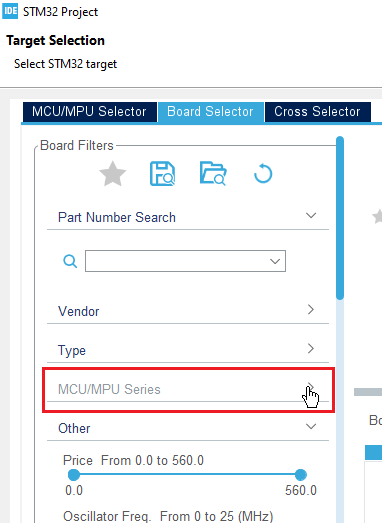 IDE STM32 Project
Target Selection
Select STM32 target
MCU/MPU Selector Board Selector Cross Selector
Board Filters
Part Number Search
Vendor
Type
MCU/MPU Series
Other
Price From 0.0 to 560.0
0.0 560.0
Oscillator Freq. From 0 to 25 (MHz)
Bo